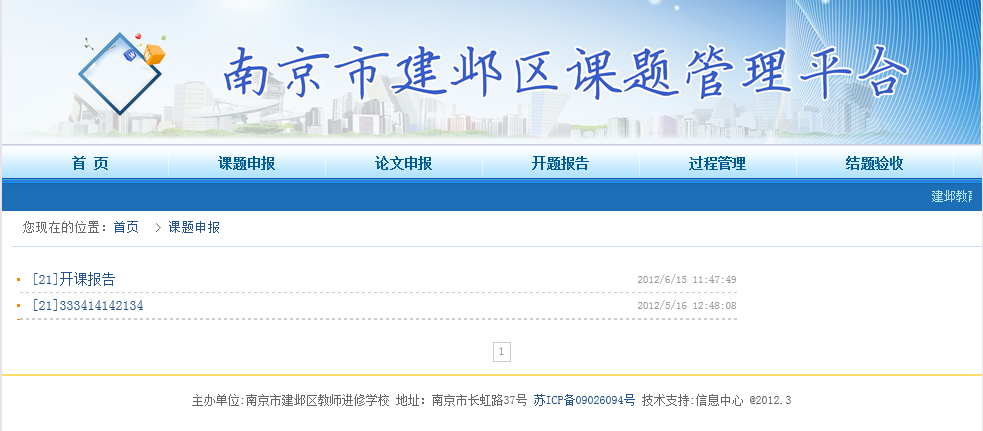 南京市建邺区课题管理平台
首 页 课题申报 论文申报 开题报告 过程管理 结题验收
建邺教育
您现在的位置：首页 > 课题申报
[21]开课报告 2012/6/15 11:47:49
[21]333414142134 2012/5/16 12:48:08
1
主办单位:南京市建邺区教师进修学校 地址：南京市长虹路37号 苏ICP备09026094号 技术支持:信息中心 @2012.3